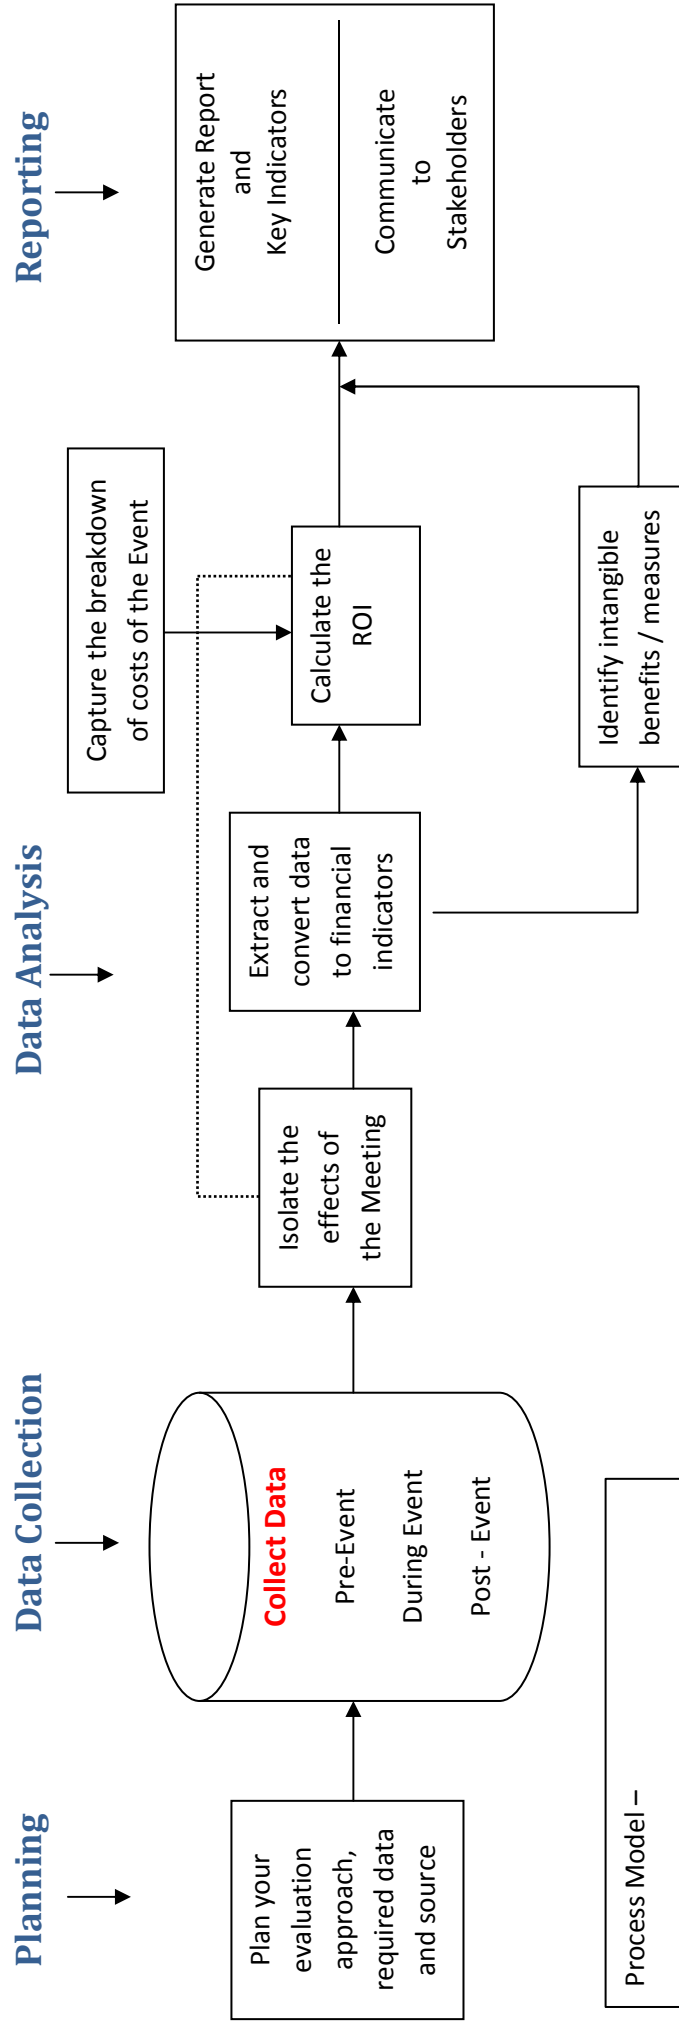 Planning
Data Collection
Data Analysis
Reporting
Plan your
evaluation
approach,
required data
and source
Collect Data
Pre-Event
During Event
Post - Event
Isolate the
effects of
the Meeting
Extract and
convert data
to financial
indicators
Capture the breakdown
of costs of the Event
Calculate the
ROI
Identify intangible
benefits / measures
Generate Report
and
Key Indicators
Communicate
to
Stakeholders
Process Model –